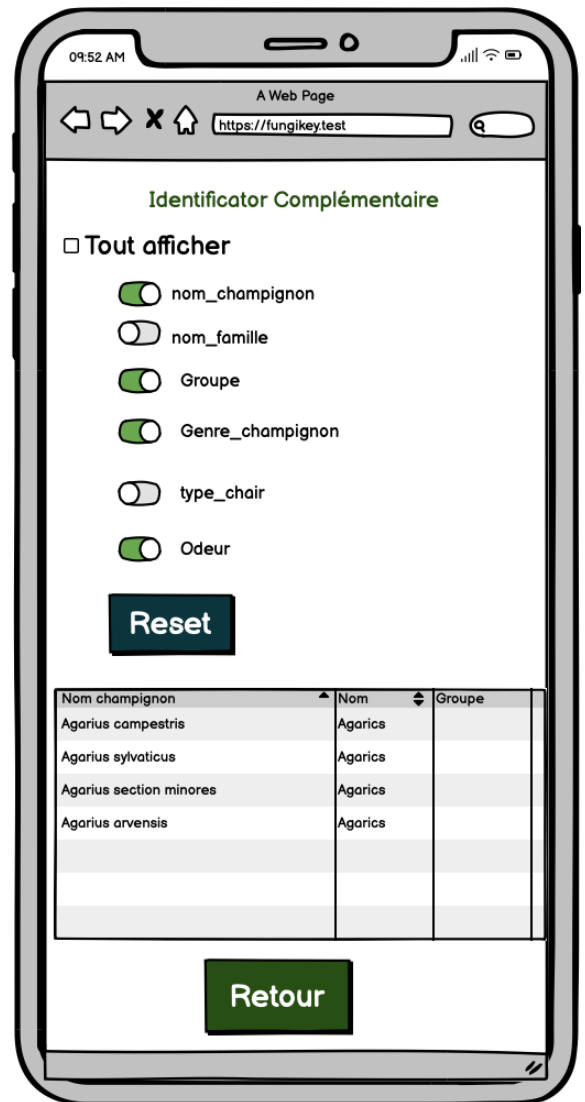 09:52 AM
A Web Page
https://fungikey.test
Identificator Complémentaire
Tout afficher
nom_champignon
nom_famille
Groupe
Genre_champignon
type_chair
Odeur
Reset
Nom champignon Nom Groupe
Agarius campestris Agarics
Agarius sylvaticus Agarics
Agarius section minores Agarics
Agarius arvensis Agarics
Retour